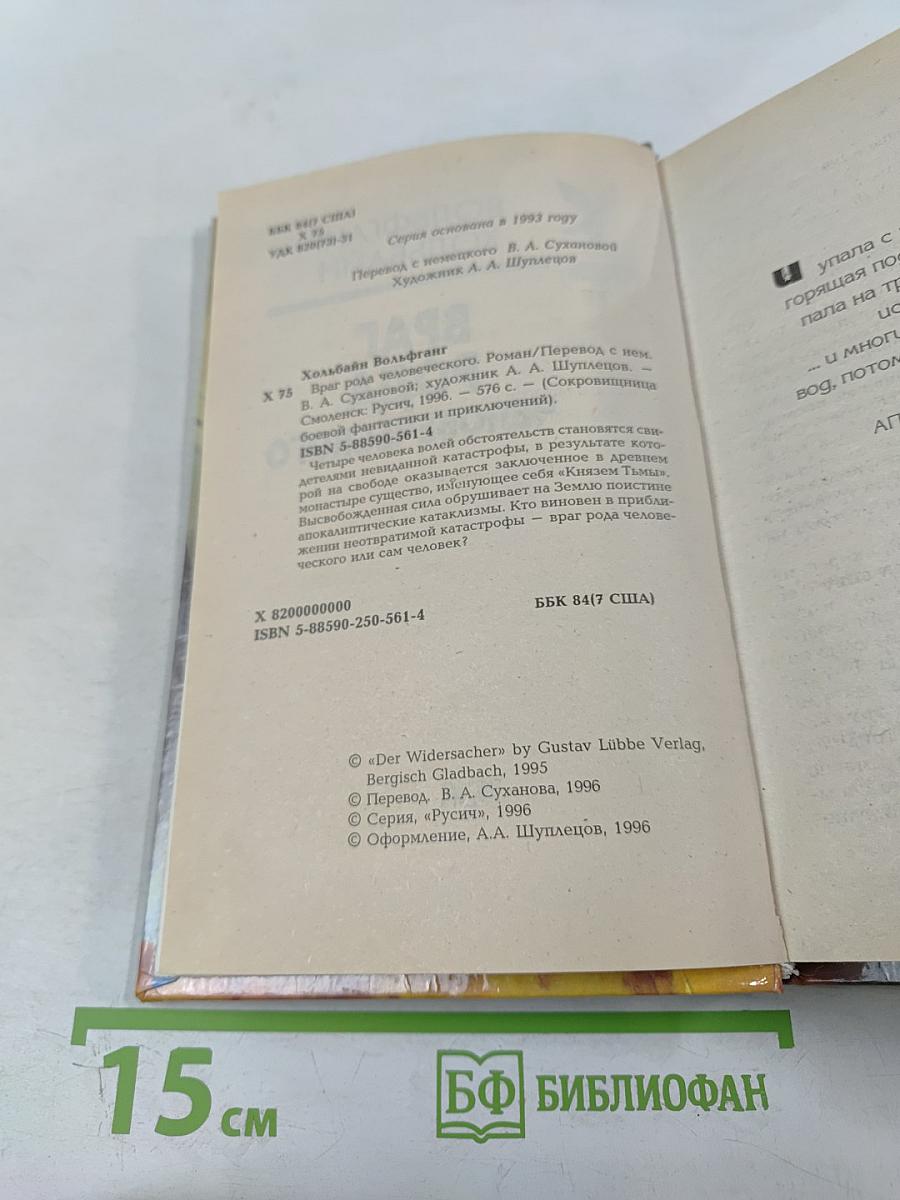 ББК 84(7 США)
Х 75
УДК 820(73)-31
Серия основана в 1993 году
Перевод с немецкого В. А. Сухановой
Художник А. А. Шуплецов
Хольбайн Вольфганг
Х 75 Враг рода человеческого. Роман/Перевод с нем.
В. А. Сухановой; художник А. А. Шуплецов. —
Смоленск: Русич, 1996. — 576 с. — (Сокровищница
боевой фантастики и приключений).
ISBN 5-88590-561-4
Четыре человека волей обстоятельств становятся сви-
детелями невиданной катастрофы, в результате кото-
рой на свободе оказывается заключенное в древнем
монастыре существо, именующее себя «Князем Тьмы».
Высвобожденная сила обрушивает на Землю поистине
апокалиптические катаклизмы. Кто виновен в прибли-
жении неотвратимой катастрофы — враг рода челове-
ческого или сам человек?
Х 8200000000
ISBN 5-88590-250-561-4
ББК 84(7 США)
© «Der Widersacher» by Gustav Lübbe Verlag,
Bergisch Gladbach, 1995
© Перевод. В. А. Суханова, 1996
© Серия, «Русич», 1996
© Оформление, А.А. Шуплецов, 1996
И упала с
горящая
пала на
... и
вод,
15 см
БФ БИБЛИОФАН